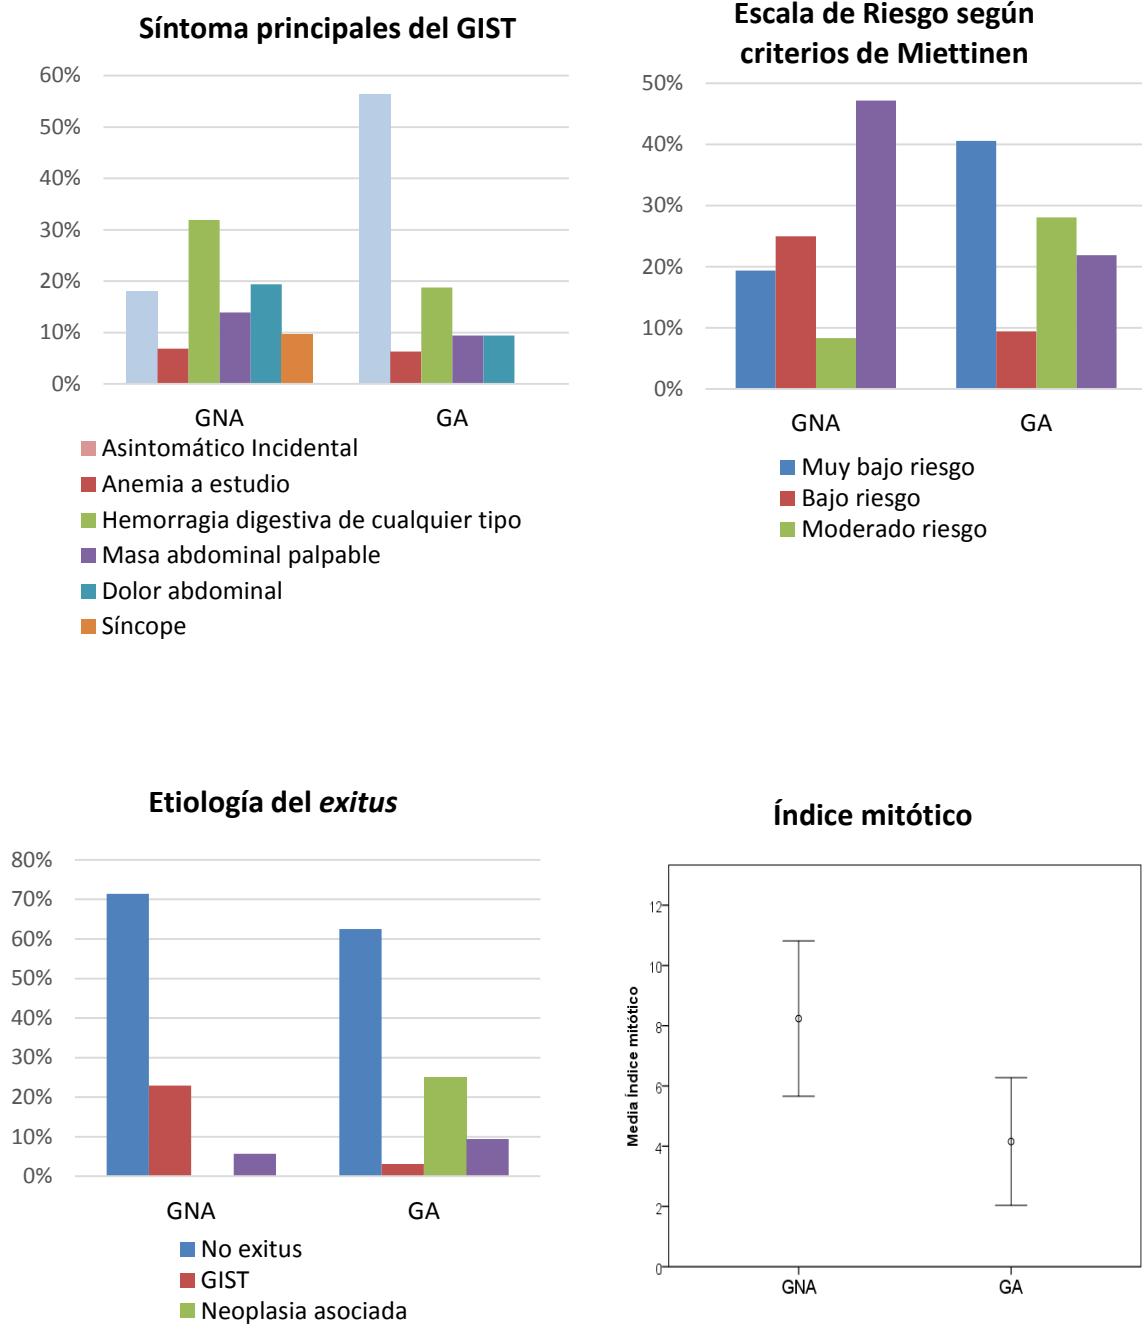 Síntoma principales del GIST
60%
50%
40%
30%
20%
10%
0%
GNA GA
Asintomático Incidental
Anemia a estudio
Hemorragia digestiva de cualquier tipo
Masa abdominal palpable
Dolor abdominal
Síncope
Escala de Riesgo según
criterios de Miettinen
50%
40%
30%
20%
10%
0%
GNA GA
Muy bajo riesgo
Bajo riesgo
Moderado riesgo
Etiología del exitus
80%
70%
60%
50%
40%
30%
20%
10%
0%
GNA GA
No exitus
GIST
Neoplasia asociada
Índice mitótico
Media Índice mitótico
12
10
8
6
4
2
0
GNA GA